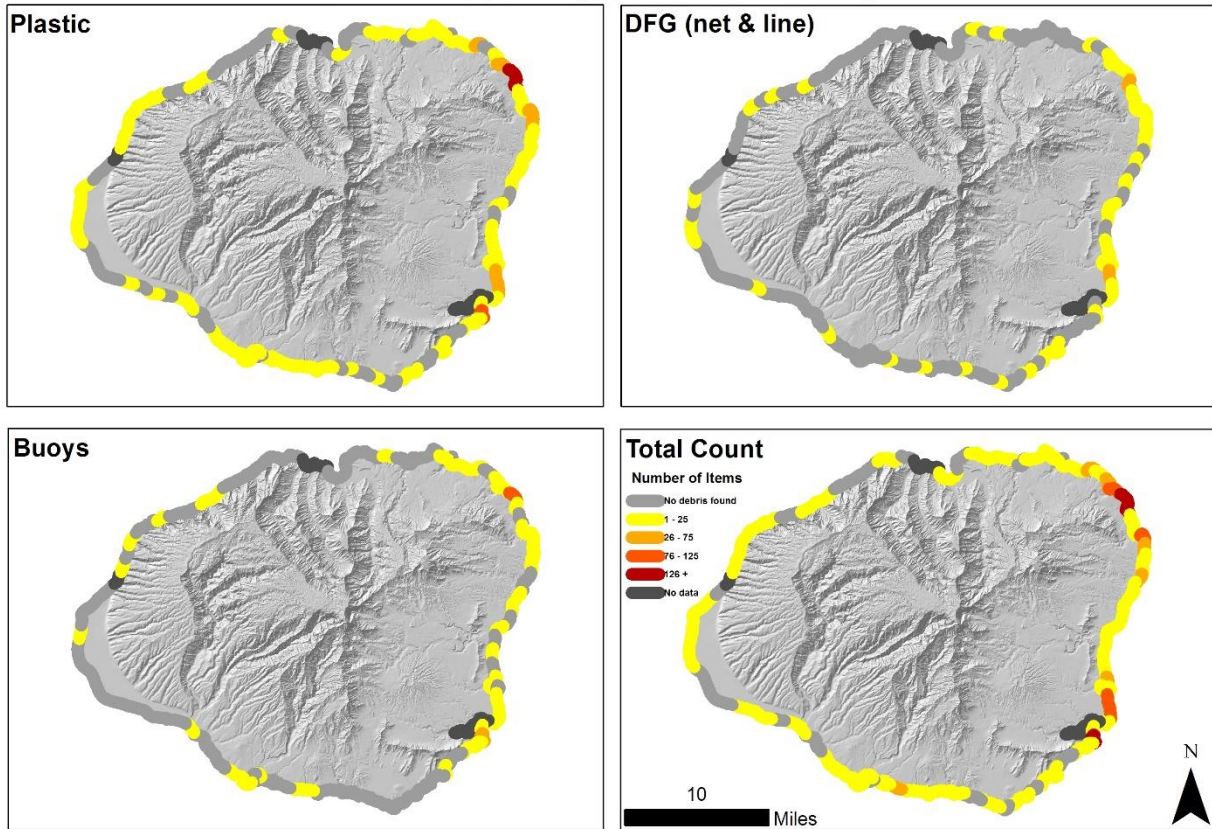 Plastic
DFG (net & line)
Buoys
Total Count
Number of Items
No debris found
1 - 25
26 - 75
76 - 125
126 +
No data
10
Miles
N